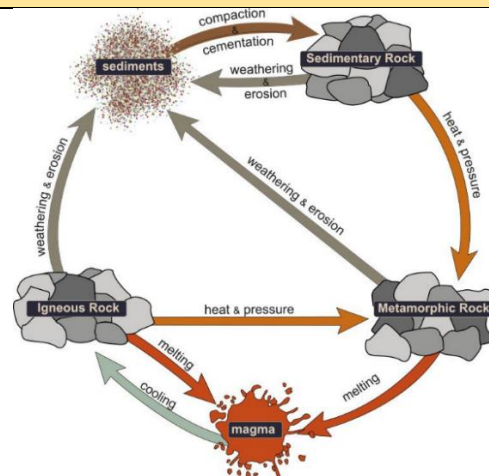 compaction
&
cementation
sediments
Sedimentary Rock
weathering
&
erosion
heat & pressure
weathering & erosion
weathering & erosion
Igneous Rock
heat & pressure
Metamorphic Rock
melting
melting
cooling
magma